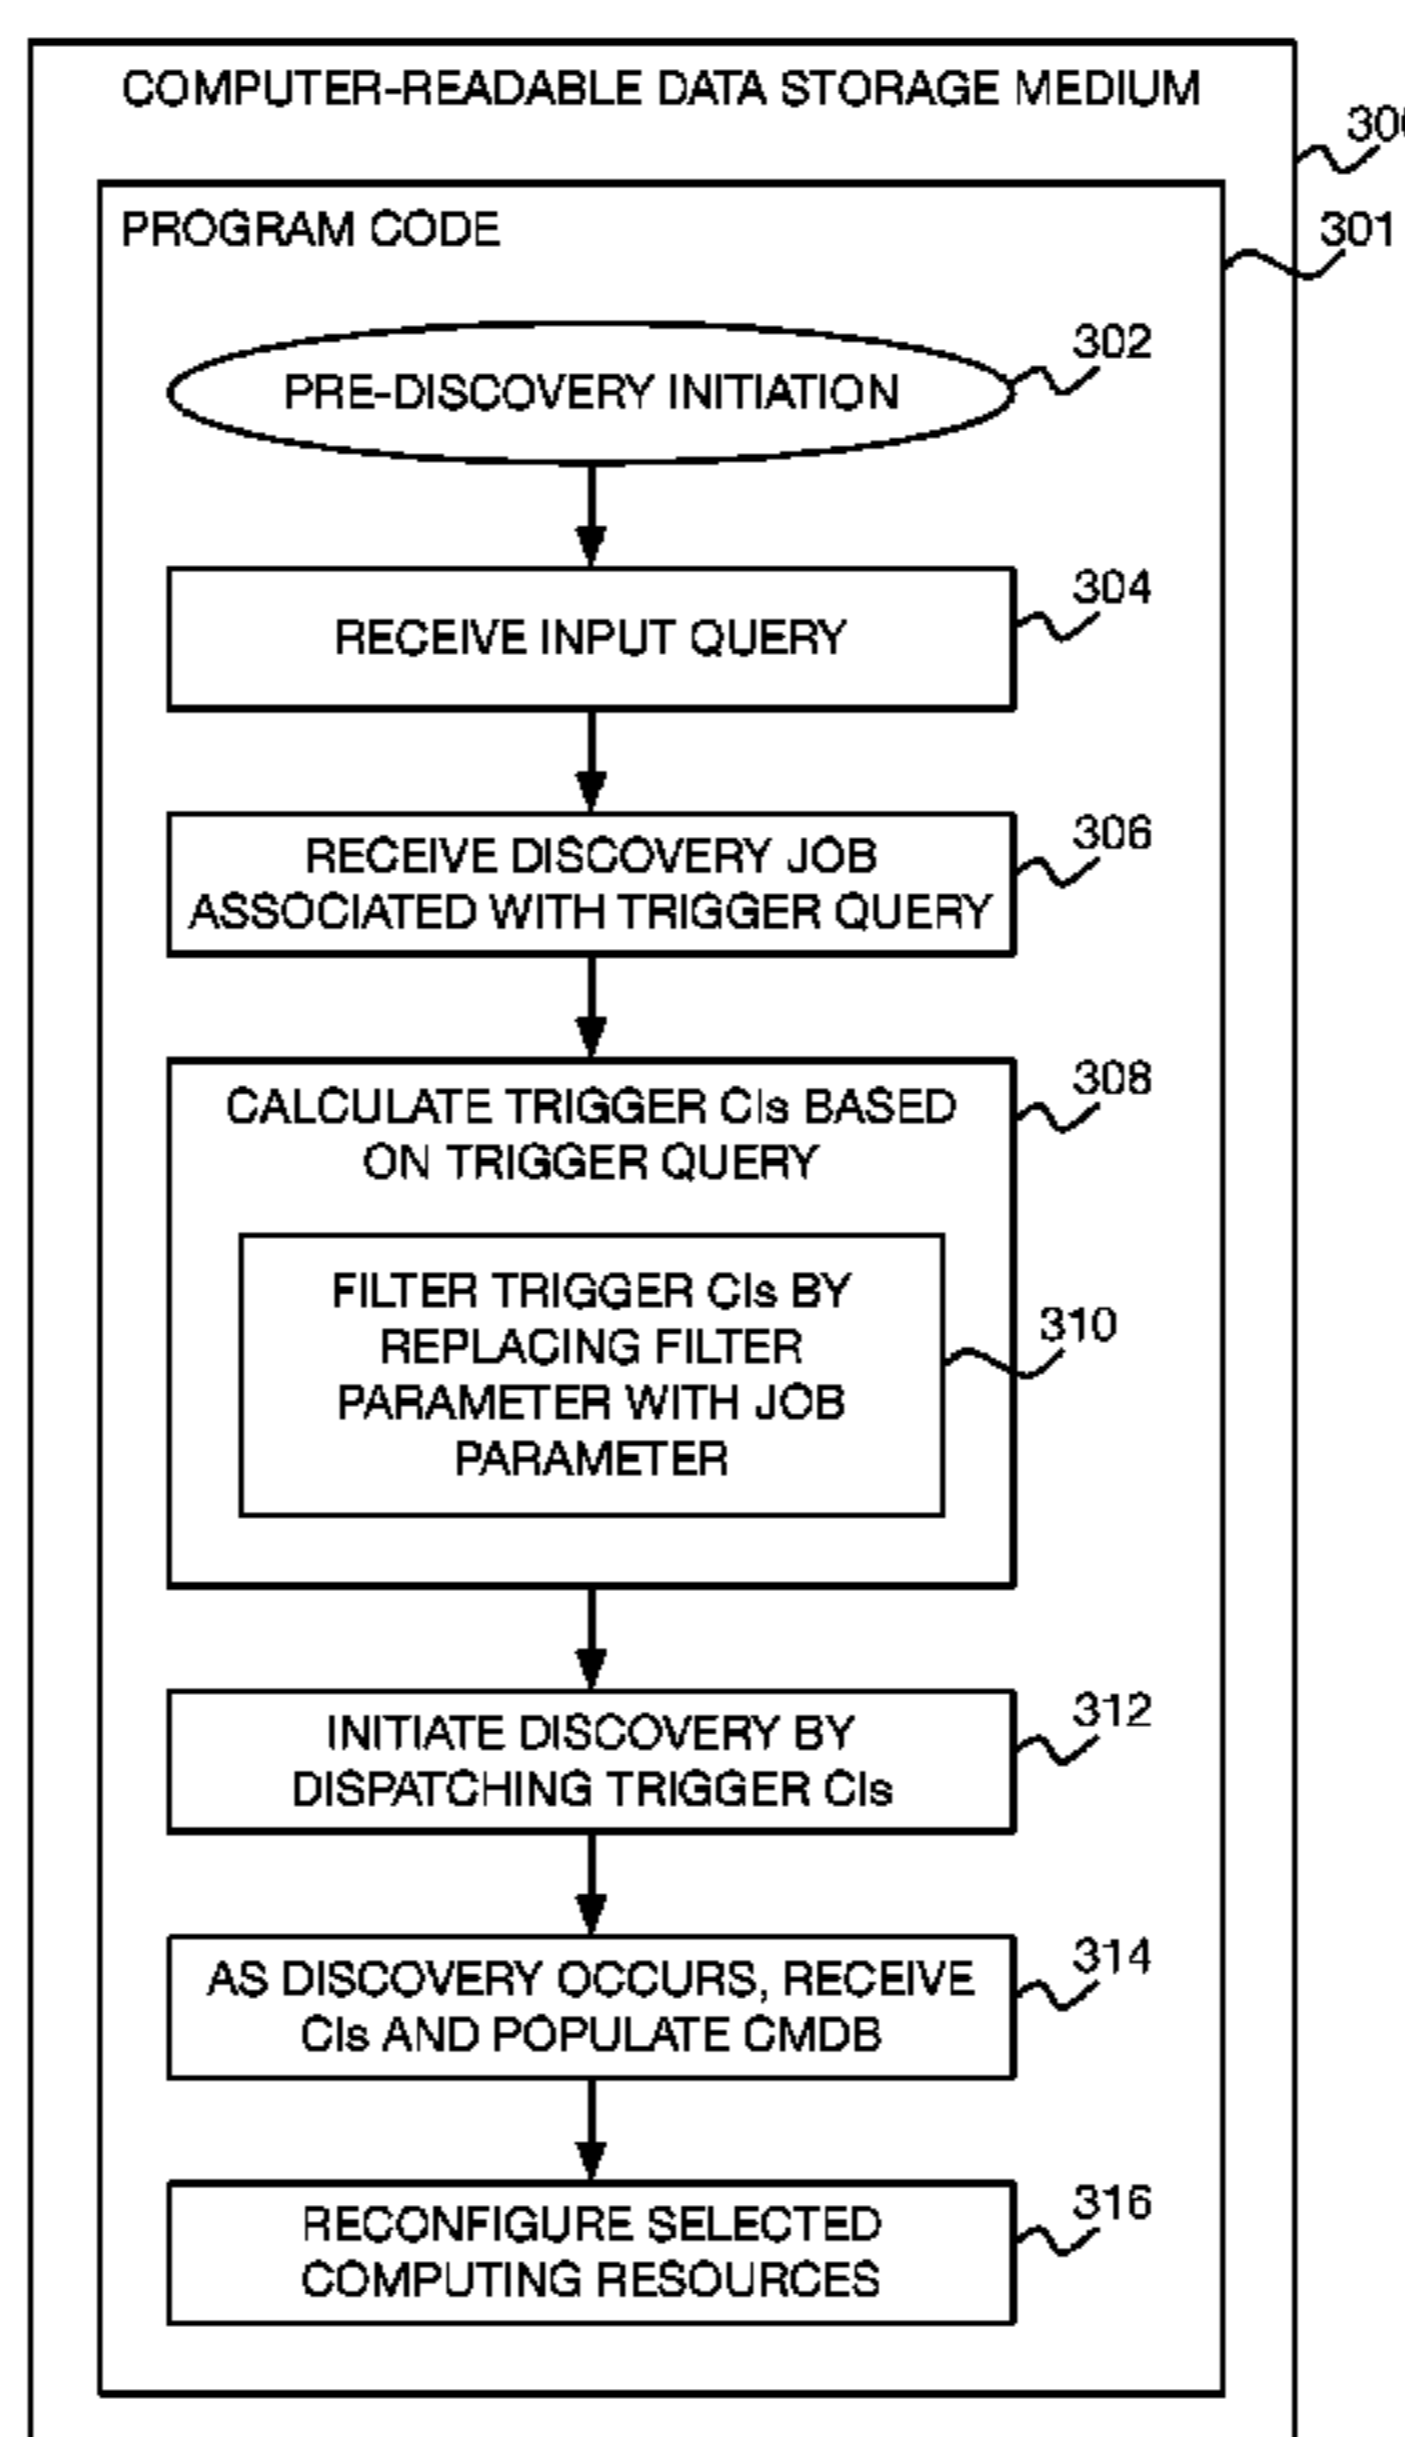 COMPUTER-READABLE DATA STORAGE MEDIUM
300
PROGRAM CODE
301
PRE-DISCOVERY INITIATION
302
RECEIVE INPUT QUERY
304
RECEIVE DISCOVERY JOB
ASSOCIATED WITH TRIGGER QUERY
306
CALCULATE TRIGGER CIs BASED
ON TRIGGER QUERY
308
FILTER TRIGGER CIs BY
REPLACING FILTER
PARAMETER WITH JOB
PARAMETER
310
INITIATE DISCOVERY BY
DISPATCHING TRIGGER CIs
312
AS DISCOVERY OCCURS, RECEIVE
CIs AND POPULATE CMDB
314
RECONFIGURE SELECTED
COMPUTING RESOURCES
316